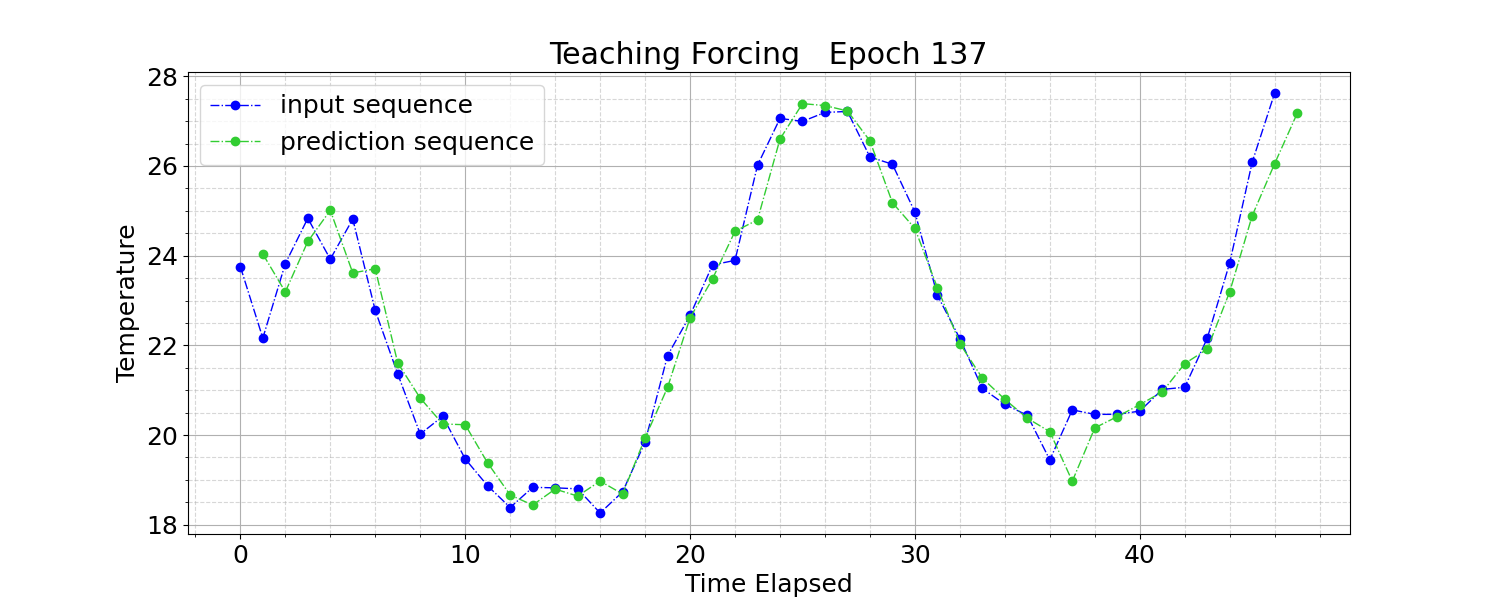 Teaching Forcing   Epoch 137
input sequence
prediction sequence
Temperature
28
26
24
22
20
18
0 10 20 30 40
Time Elapsed